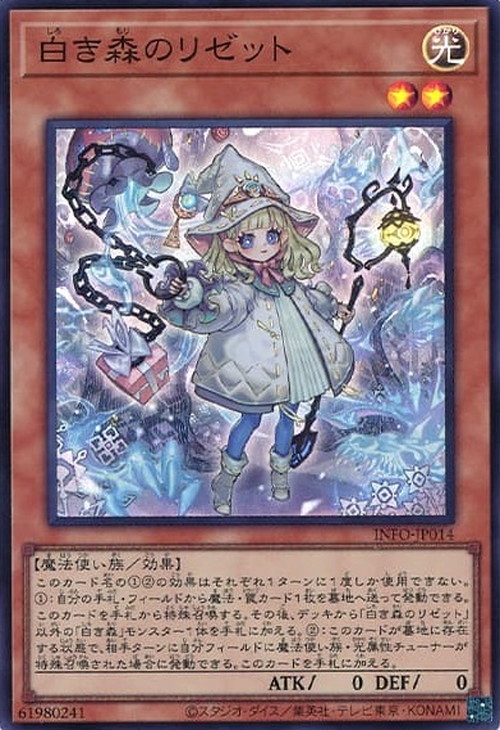 白き森のリゼット
光
INFO-JP014
【魔法使い族/効果】
このカード名の①②の効果はそれぞれ1ターンに1度しか使用できない。
①:自分の手札・フィールドから魔法・罠カード1枚を墓地へ送って発動できる。
このカードを手札から特殊召喚する。その後、デッキから「白き森のリゼット」
以外の「白き森」モンスター1体を手札に加える。②:このカードが墓地に存在
する状態で、相手ターンに自分フィールドに魔法使い族・光属性チューナーが
特殊召喚された場合に発動できる。このカードを手札に加える。
ATK/ 0 DEF/ 0
61980241 ©スタジオ・ダイス/集英社・テレビ東京・KONAMI